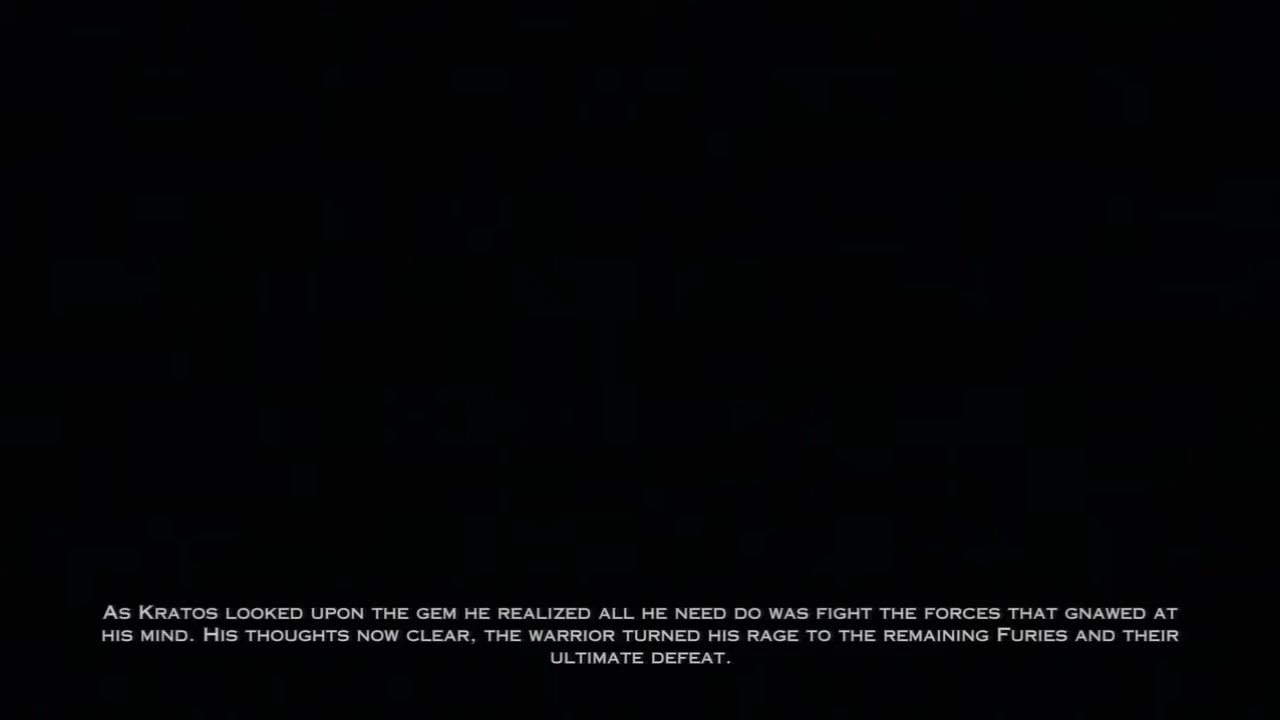 As Kratos looked upon the gem he realized all he need do was fight the forces that gnawed at
his mind. His thoughts now clear, the warrior turned his rage to the remaining Furies and their
ultimate defeat.